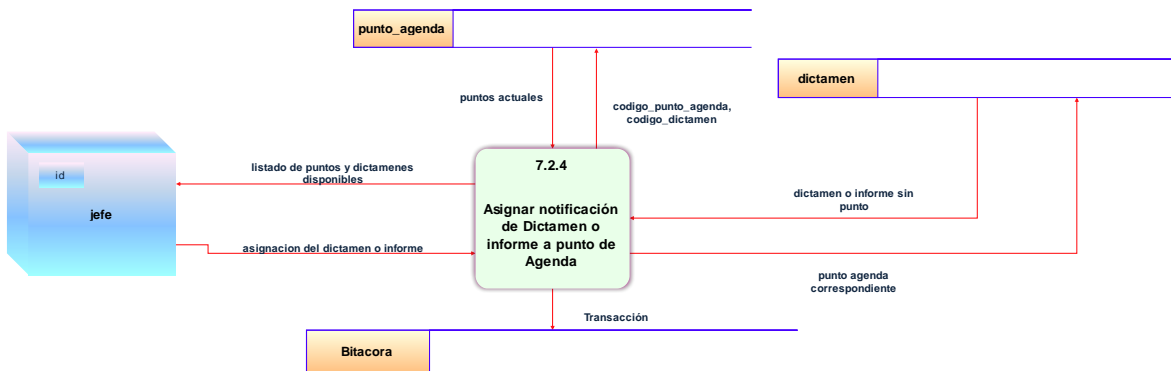 punto_agenda
dictamen
puntos actuales
codigo_punto_agenda,
codigo_dictamen
id
jefe
listado de puntos y dictamenes
disponibles
7.2.4
Asignar notificación
de Dictamen o
informe a punto de
Agenda
dictamen o informe sin
punto
asignacion del dictamen o informe
punto agenda
correspondiente
Transacción
Bitacora